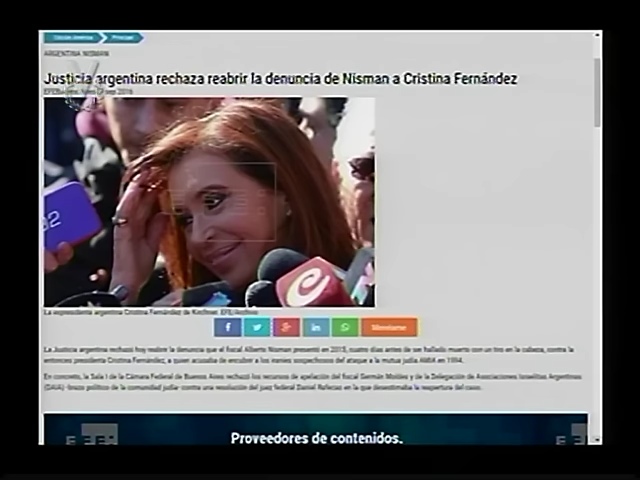 Principal
ARGENTINA NISMAN
Justicia argentina rechaza reabrir la denuncia de Nisman a Cristina Fernández
La expresidenta argentina Cristina Fernández de Kirchner. EFE/Archivo
Menéame
La Justicia argentina rechazó hoy reabrir la denuncia que el fiscal Alberto Nisman presentó en 2015, cuatro días antes de ser hallado muerto con un tiro en la cabeza, contra la
entonces presidenta Cristina Fernández, a quien acusaba de encubrir a los iraníes sospechosos del ataque a la mutual judía AMIA en 1994.
En concreto, la Sala I de la Cámara Federal de Buenos Aires rechazó los recursos de apelación del fiscal Germán Moldes y de la Delegación de Asociaciones Israelitas Argentinas
(DAIA) -brazo político de la comunidad judía- contra una resolución del juez federal Daniel Rafecas en la que desestimaba la reapertura del caso.
Proveedores de contenidos.